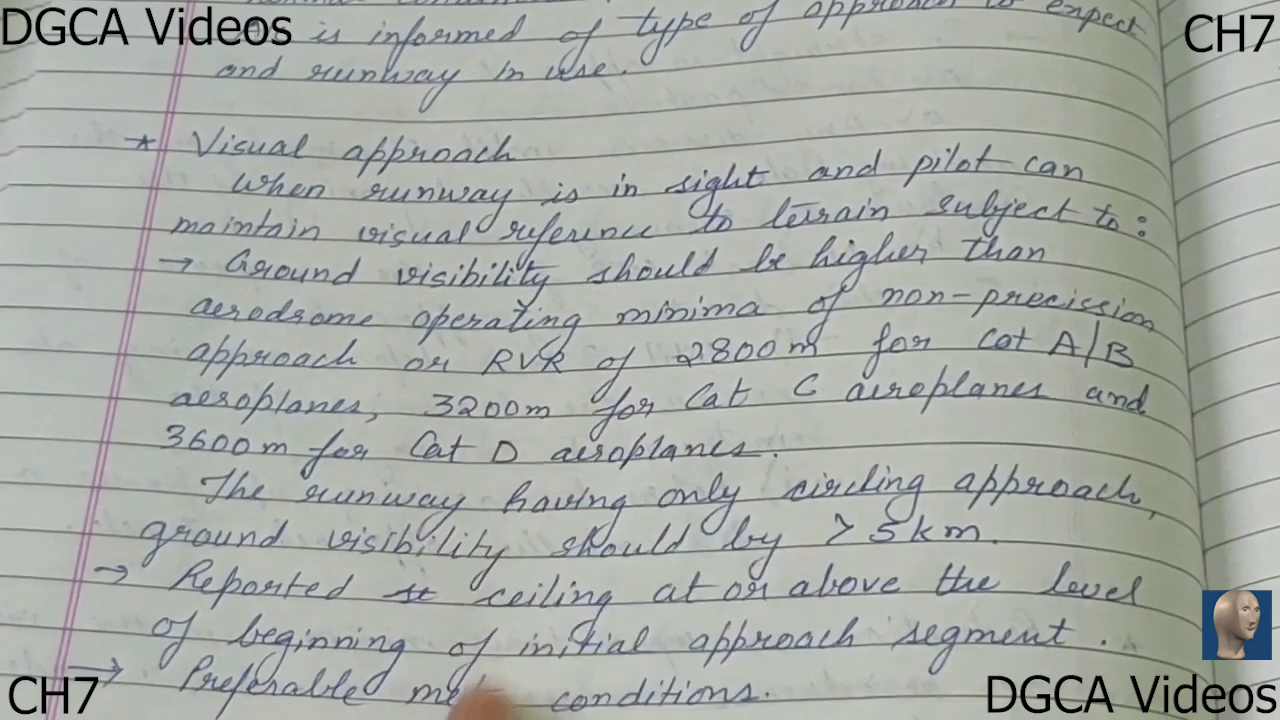 DGCA Videos
CH7
is informed of type of approach to expect
and runway in use.
* Visual approach
When runway is in sight and pilot can
maintain visual reference to terrain subject to:
→ Ground visibility should be higher than
aerodrome operating minima of non-precision
approach or RVR of 2800m for cat A/B
aeroplanes, 3200m for Cat C aeroplanes and
3600m for Cat D aeroplanes.
The runway having only circling approach,
ground visibility should by > 5km.
→ Reported ceiling at or above the level
of beginning of initial approach segment.
→ Preferable conditions.
CH7
DGCA Videos